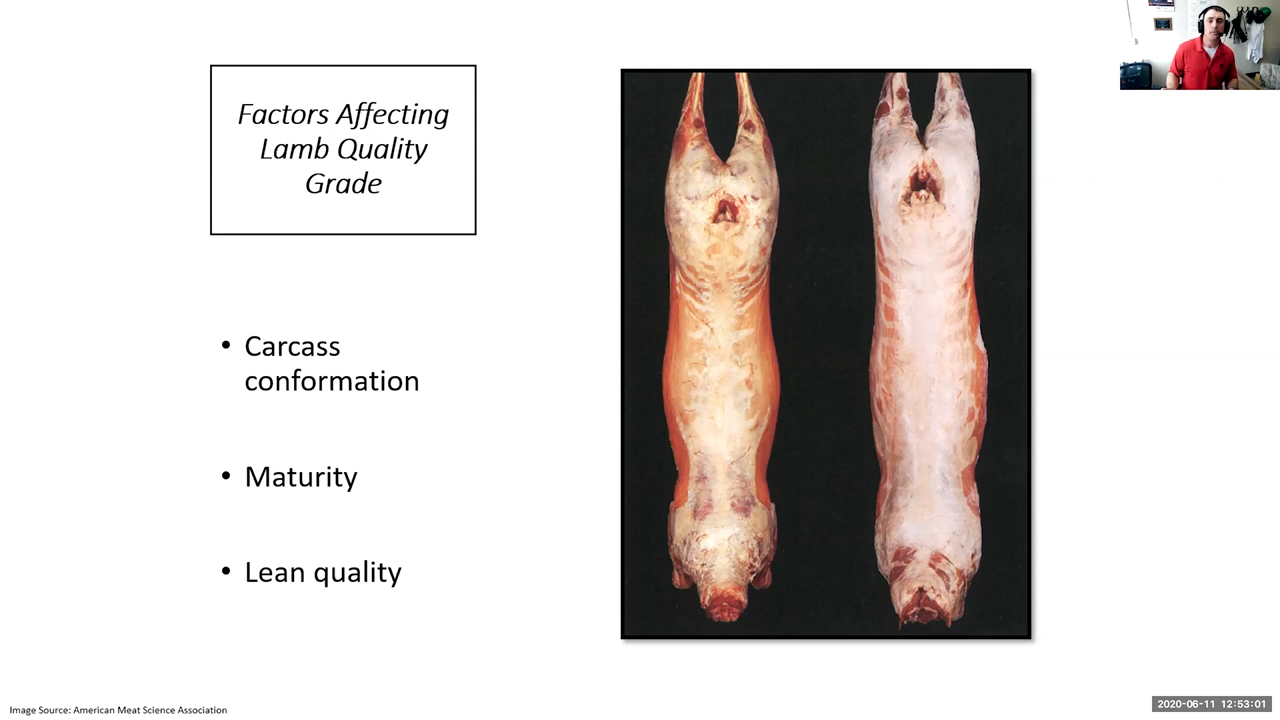 Factors Affecting
Lamb Quality
Grade
• Carcass
conformation
• Maturity
• Lean quality
Image Source: American Meat Science Association
2020-06-11 12:53:01